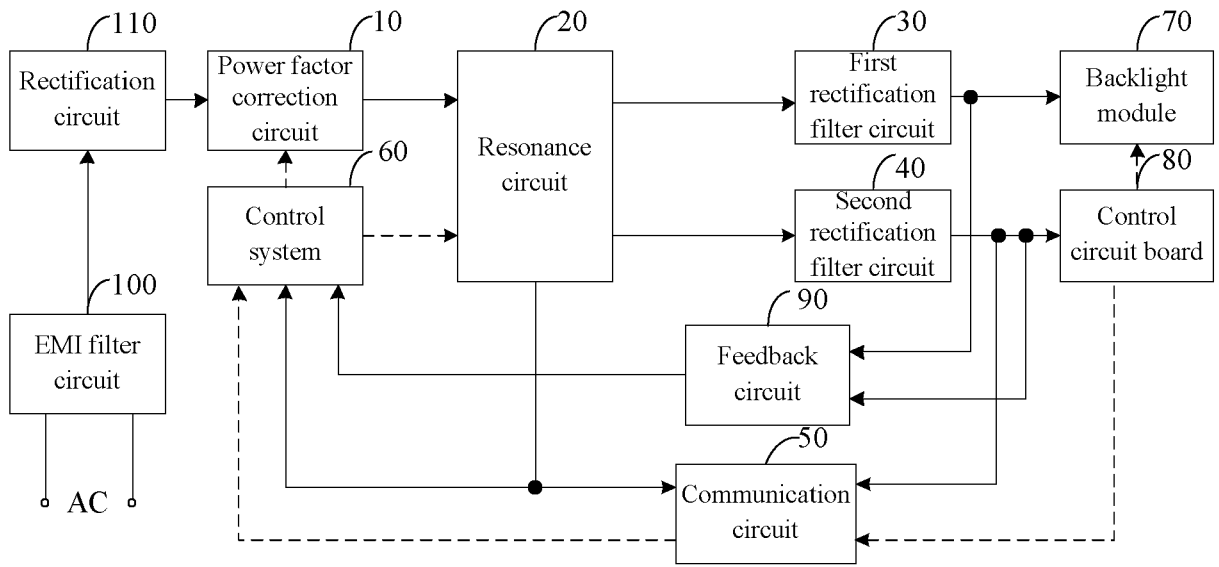 110
10
20
30
70
Rectification
circuit
Power factor
correction
circuit
Resonance
circuit
First
rectification
filter circuit
Backlight
module
60
40
80
Control
system
Second
rectification
filter circuit
Control
circuit board
100
90
EMI filter
circuit
Feedback
circuit
50
Communication
circuit
AC